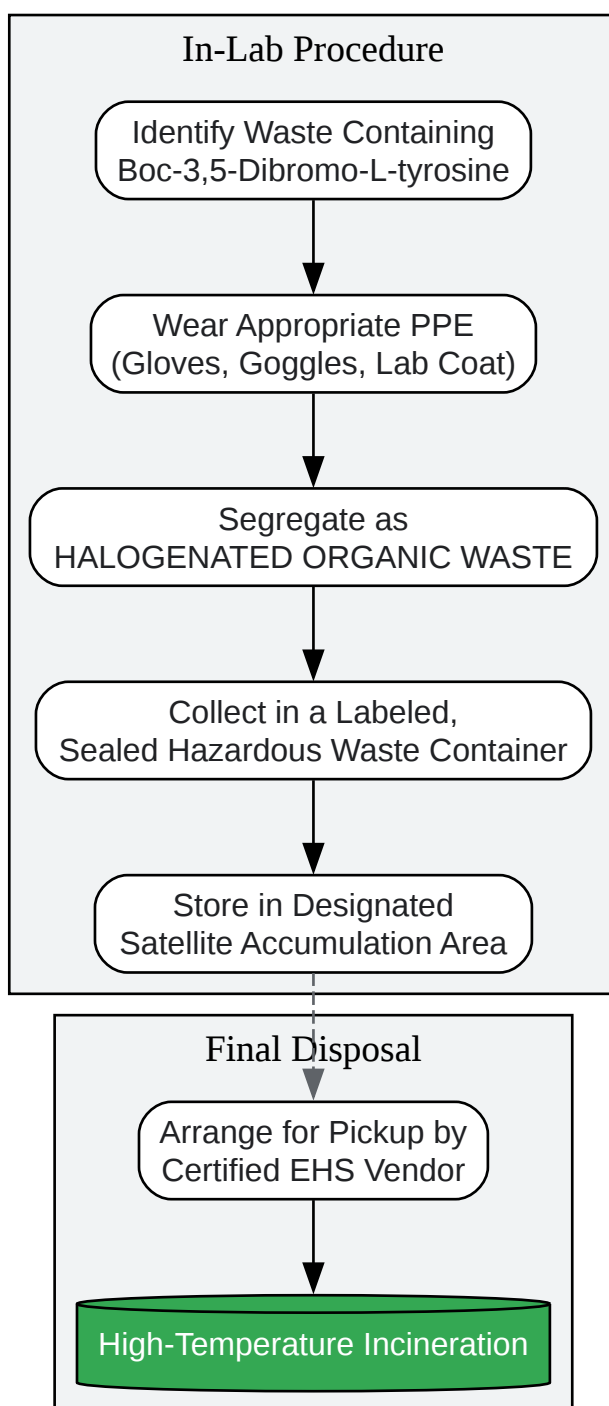 In-Lab Procedure
Identify Waste Containing
Boc-3,5-Dibromo-L-tyrosine
Wear Appropriate PPE
(Gloves, Goggles, Lab Coat)
Segregate as
HALOGENATED ORGANIC WASTE
Collect in a Labeled,
Sealed Hazardous Waste Container
Store in Designated
Satellite Accumulation Area
Final Disposal
Arrange for Pickup by
Certified EHS Vendor
High-Temperature Incineration